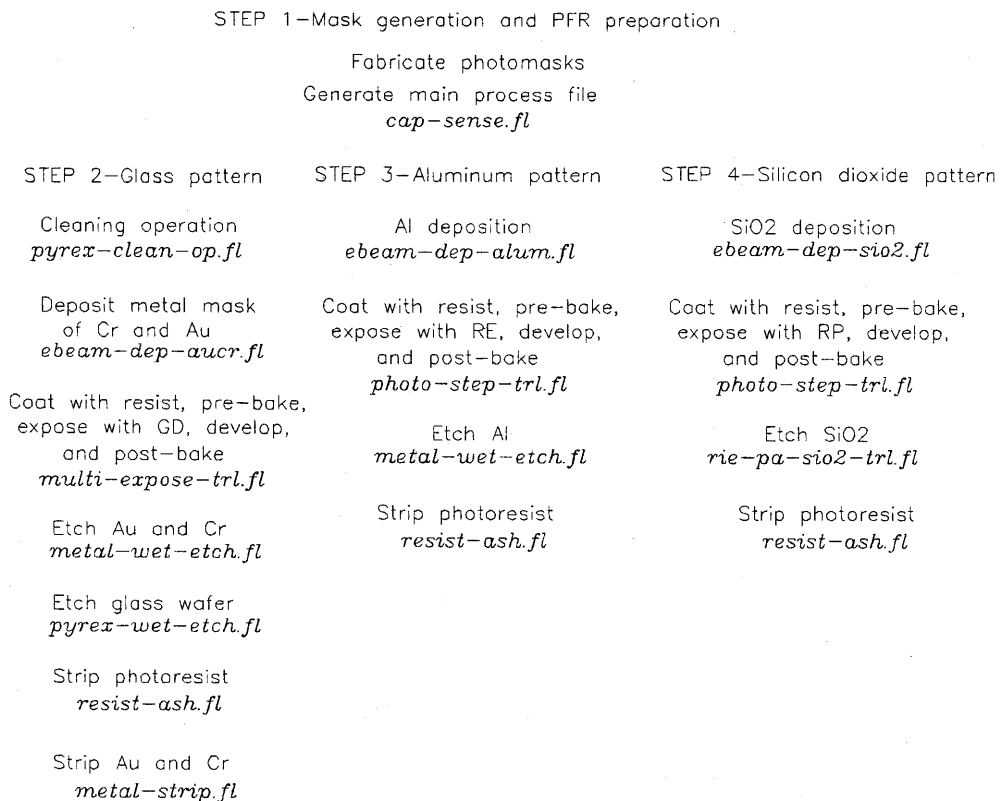 STEP 1-Mask generation and PFR preparation
Fabricate photomasks
Generate main process file
cap-sense.fl
STEP 2-Glass pattern
Cleaning operation
pyrex-clean-op.fl
Deposit metal mask
of Cr and Au
ebeam-dep-aucr.fl
Coat with resist, pre-bake,
expose with GD, develop,
and post-bake
multi-expose-trl.fl
Etch Au and Cr
metal-wet-etch.fl
Etch glass wafer
pyrex-wet-etch.fl
Strip photoresist
resist-ash.fl
Strip Au and Cr
metal-strip.fl
STEP 3-Aluminum pattern
Al deposition
ebeam-dep-alum.fl
Coat with resist, pre-bake,
expose with RE, develop,
and post-bake
photo-step-trl.fl
Etch Al
metal-wet-etch.fl
Strip photoresist
resist-ash.fl
STEP 4-Silicon dioxide pattern
SiO2 deposition
ebeam-dep-sio2.fl
Coat with resist, pre-bake,
expose with RP, develop,
and post-bake
photo-step-trl.fl
Etch SiO2
rie-pa-sio2-trl.fl
Strip photoresist
resist-ash.fl